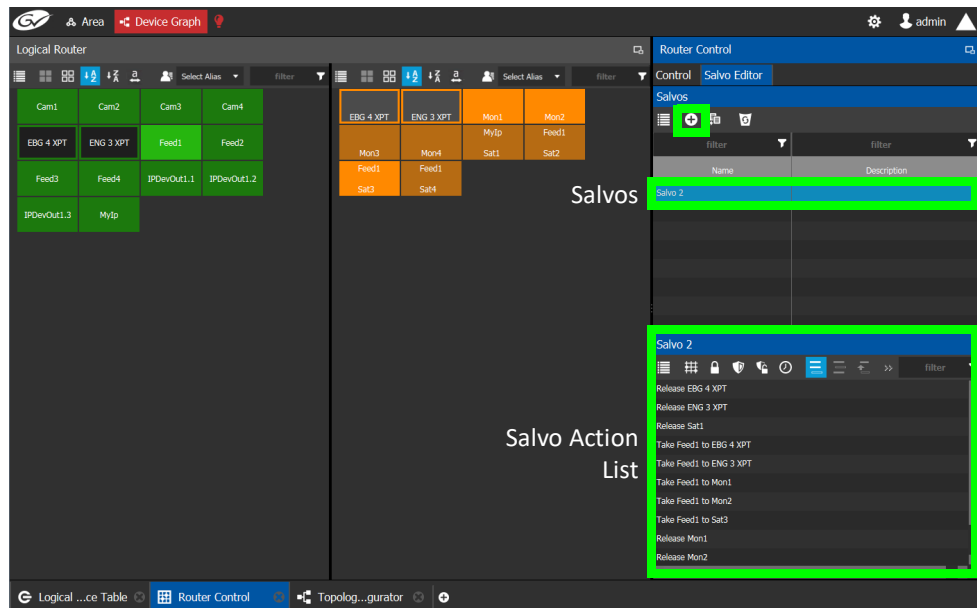 GV Area Device Graph admin
Logical Router
Router Control
Select Alias filter
Select Alias filter
Control Salvo Editor
Salvos
Cam1 Cam2 Cam3 Cam4
EBG 4 XPT ENG 3 XPT Feed1 Feed2
Feed3 Feed4 IPDevOut1.1 IPDevOut1.2
IPDevOut1.3 MyIp
EBG 4 XPT ENG 3 XPT Mon1 Mon2
MyIp Feed1
Mon3 Mon4 Sat1 Sat2
Feed1 Feed1
Sat3 Sat4
filter filter
Name Description
Salvos
Salvo 2
Salvo 2
filter
Salvo Action
List
Release EBG 4 XPT
Release ENG 3 XPT
Release Sat1
Take Feed1 to EBG 4 XPT
Take Feed1 to ENG 3 XPT
Take Feed1 to Mon1
Take Feed1 to Mon2
Take Feed1 to Sat3
Release Mon1
Release Mon2
Logical ...ce Table Router Control Topolog...gurator